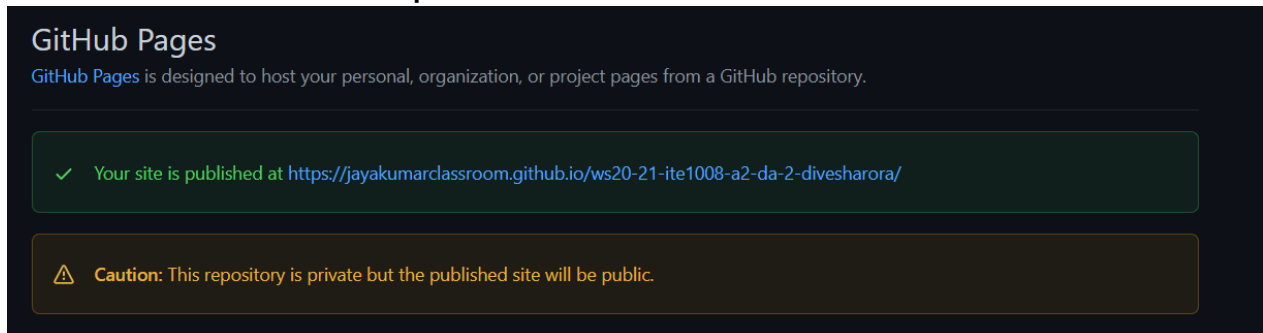 GitHub Pages
GitHub Pages is designed to host your personal, organization, or project pages from a GitHub repository.
Your site is published at https://jayakumarclassroom.github.io/ws20-21-ite1008-a2-da-2-divesharora/
Caution: This repository is private but the published site will be public.